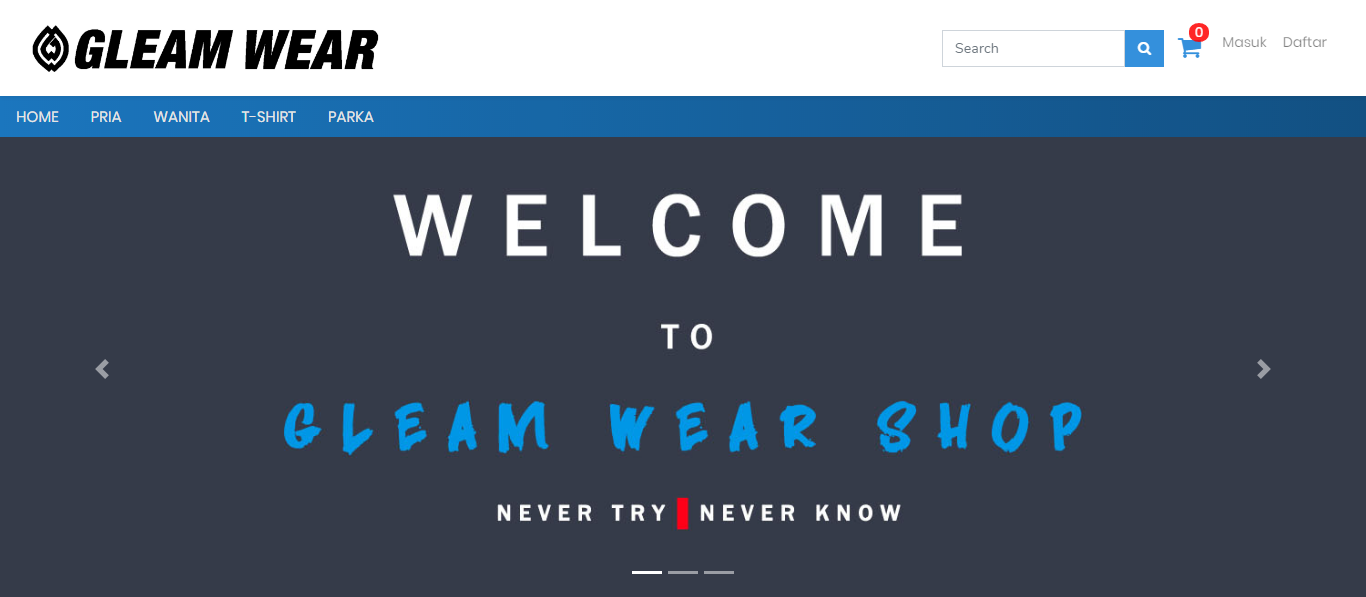 GLEAM WEAR
Search
0
Masuk Daftar
HOME PRIA WANITA T-SHIRT PARKA
WELCOME
TO
GLEAM WEAR SHOP
NEVER TRY NEVER KNOW